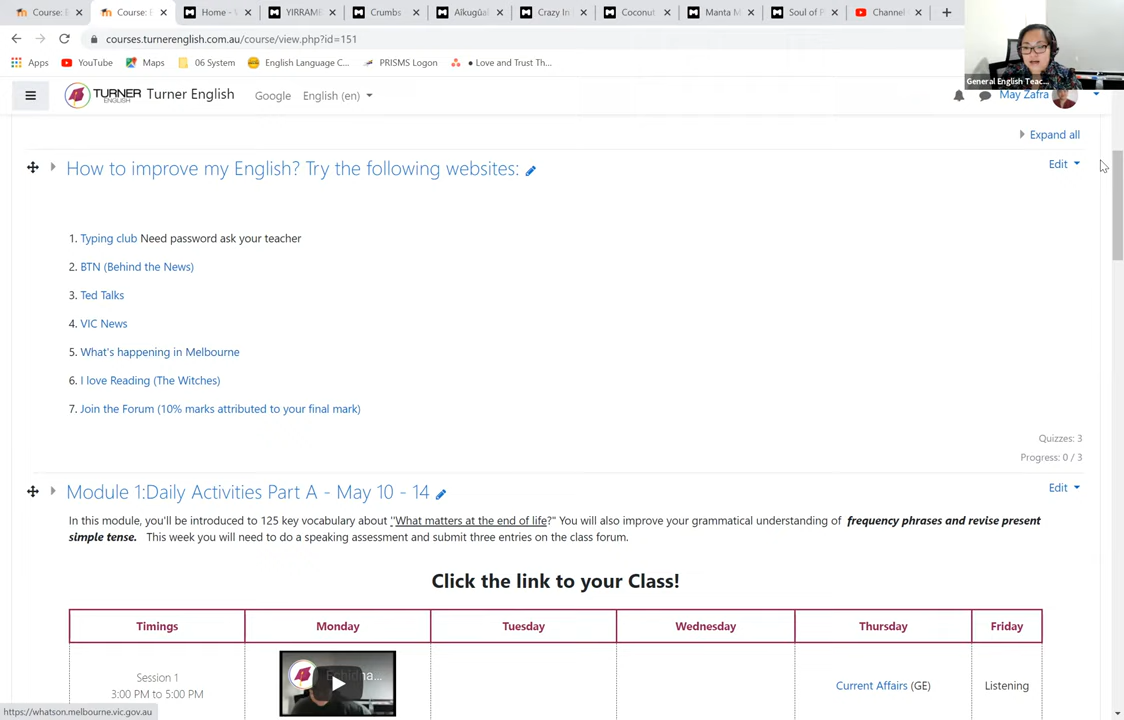 Course: E
Course: E
Home -
YIRRAM
Crumbs
Aikugŭal
Crazy In
Coconut
Manta M
Soul of P
Channel
courses.turnerenglish.com.au/course/view.php?id=151
Apps YouTube Maps 06 System English Language C... PRISMS Logon • Love and Trust Th...
General English Teac...
TURNER ENGLISH Turner English Google English (en) May Zafra
Expand all
How to improve my English? Try the following websites: Edit
1. Typing club Need password ask your teacher
2. BTN (Behind the News)
3. Ted Talks
4. VIC News
5. What's happening in Melbourne
6. I love Reading (The Witches)
7. Join the Forum (10% marks attributed to your final mark)
Quizzes: 3
Progress: 0 / 3
Module 1:Daily Activities Part A - May 10 - 14 Edit
In this module, you'll be introduced to 125 key vocabulary about "What matters at the end of life?" You will also improve your grammatical understanding of frequency phrases and revise present
simple tense. This week you will need to do a speaking assessment and submit three entries on the class forum.
Click the link to your Class!
Timings Monday Tuesday Wednesday Thursday Friday
Session 1
3:00 PM to 5:00 PM
Current Affairs (GE)
Listening
https://whatson.melbourne.vic.gov.au